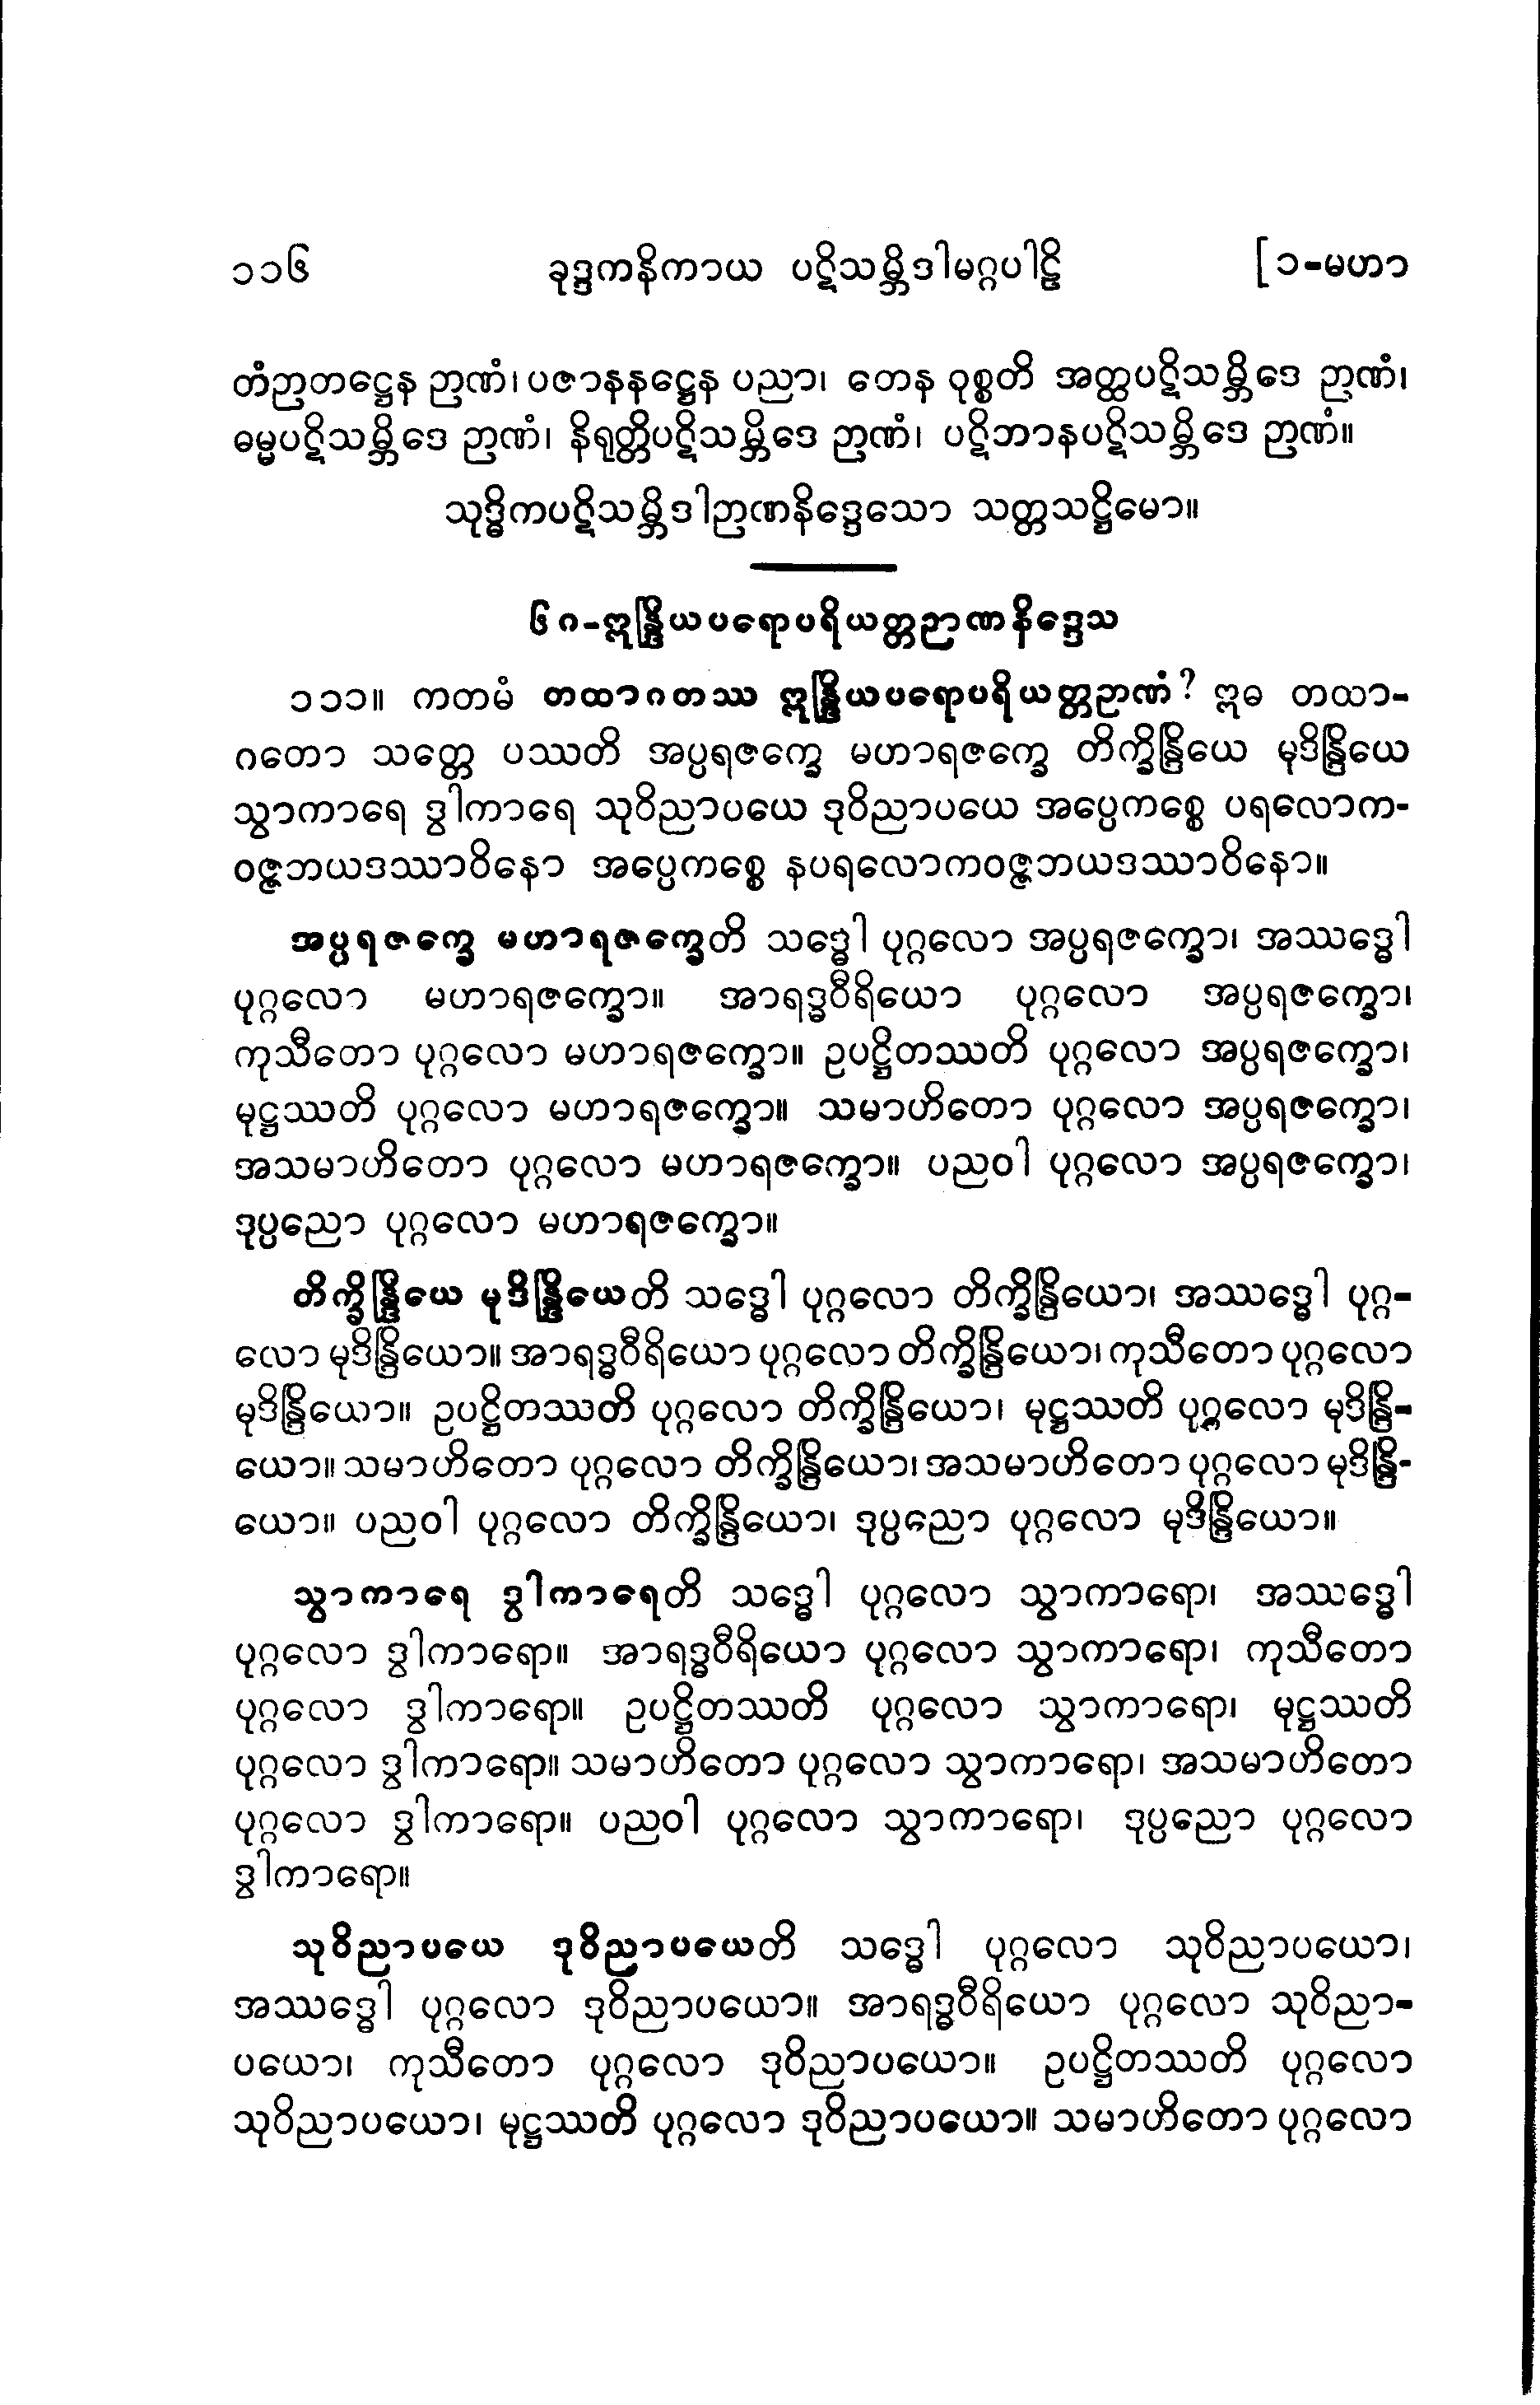 ၁၁၆ ခုဒ္ဒကနိကာယ ပဋိသမ္ဘိဒါမဂ္ဂပါဠိ [၁-မဟာ
တံဉာတဋ္ဌေန ဉာဏံ၊ ပဇာနနဋ္ဌေန ပညာ၊ တေန ဝုစ္စတိ အတ္ထပဋိသမ္ဘိဒေ ဉာဏံ၊
ဓမ္မပဋိသမ္ဘိဒေ ဉာဏံ၊ နိရုတ္တိပဋိသမ္ဘိဒေ ဉာဏံ၊ ပဋိဘာနပဋိသမ္ဘိဒေ ဉာဏံ။
သုဒ္ဓိကပဋိသမ္ဘိဒါဉာဏနိဒ္ဒေသော သတ္တသဋ္ဌိမော။
၆၈-ဣန္ဒြိယပရောပရိယတ္တဉာဏနိဒ္ဒေသ
၁၁၁။ ကတမံ တထာဂတဿ ဣန္ဒြိယပရောပရိယတ္တဉာဏံ? ဣဓ တထာ-
ဂတော သတ္တေ ပဿတိ အပ္ပရဇက္ခေ မဟာရဇက္ခေ တိက္ခိန္ဒြိယေ မုဒိန္ဒြိယေ
သွာကာရေ ဒွါကာရေ သုဝိညာပယေ ဒုဝိညာပယေ အပ္ပေကစ္စေ ပရလောက-
ဝဇ္ဇဘယဒဿာဝိနော အပ္ပေကစ္စေ နပရလောကဝဇ္ဇဘယဒဿာဝိနော။
အပ္ပရဇက္ခေ မဟာရဇက္ခေတိ သဒ္ဓေါ ပုဂ္ဂလော အပ္ပရဇက္ခော၊ အဿဒ္ဓေါ
ပုဂ္ဂလော မဟာရဇက္ခော။ အာရဒ္ဓဝီရိယော ပုဂ္ဂလော အပ္ပရဇက္ခော၊
ကုသီတော ပုဂ္ဂလော မဟာရဇက္ခော။ ဥပဋ္ဌိတဿတိ ပုဂ္ဂလော အပ္ပရဇက္ခော၊
မုဋ္ဌဿတိ ပုဂ္ဂလော မဟာရဇက္ခော။ သမာဟိတော ပုဂ္ဂလော အပ္ပရဇက္ခော၊
အသမာဟိတော ပုဂ္ဂလော မဟာရဇက္ခော။ ပညဝါ ပုဂ္ဂလော အပ္ပရဇက္ခော၊
ဒုပ္ပညော ပုဂ္ဂလော မဟာရဇက္ခော။
တိက္ခိန္ဒြိယေ မုဒိန္ဒြိယေတိ သဒ္ဓေါ ပုဂ္ဂလော တိက္ခိန္ဒြိယော၊ အဿဒ္ဓေါ ပုဂ္ဂ-
လော မုဒိန္ဒြိယော။ အာရဒ္ဓဝီရိယော ပုဂ္ဂလော တိက္ခိန္ဒြိယော၊ ကုသီတော ပုဂ္ဂလော
မုဒိန္ဒြိယော။ ဥပဋ္ဌိတဿတိ ပုဂ္ဂလော တိက္ခိန္ဒြိယော၊ မုဋ္ဌဿတိ ပုဂ္ဂလော မုဒိန္ဒြိ-
ယော။ သမာဟိတော ပုဂ္ဂလော တိက္ခိန္ဒြိယော၊ အသမာဟိတော ပုဂ္ဂလော မုဒိန္ဒြိ-
ယော။ ပညဝါ ပုဂ္ဂလော တိက္ခိန္ဒြိယော၊ ဒုပ္ပညော ပုဂ္ဂလော မုဒိန္ဒြိယော။
သွာကာရေ ဒွါကာရေတိ သဒ္ဓေါ ပုဂ္ဂလော သွာကာရော၊ အဿဒ္ဓေါ
ပုဂ္ဂလော ဒွါကာရော။ အာရဒ္ဓဝီရိယော ပုဂ္ဂလော သွာကာရော၊ ကုသီတော
ပုဂ္ဂလော ဒွါကာရော။ ဥပဋ္ဌိတဿတိ ပုဂ္ဂလော သွာကာရော၊ မုဋ္ဌဿတိ
ပုဂ္ဂလော ဒွါကာရော။ သမာဟိတော ပုဂ္ဂလော သွာကာရော၊ အသမာဟိတော
ပုဂ္ဂလော ဒွါကာရော။ ပညဝါ ပုဂ္ဂလော သွာကာရော၊ ဒုပ္ပညော ပုဂ္ဂလော
ဒွါကာရော။
သုဝိညာပယေ ဒုဝိညာပယေတိ သဒ္ဓေါ ပုဂ္ဂလော သုဝိညာပယော၊
အဿဒ္ဓေါ ပုဂ္ဂလော ဒုဝိညာပယော။ အာရဒ္ဓဝီရိယော ပုဂ္ဂလော သုဝိညာ-
ပယော၊ ကုသီတော ပုဂ္ဂလော ဒုဝိညာပယော။ ဥပဋ္ဌိတဿတိ ပုဂ္ဂလော
သုဝိညာပယော၊ မုဋ္ဌဿတိ ပုဂ္ဂလော ဒုဝိညာပယော။ သမာဟိတော ပုဂ္ဂလော